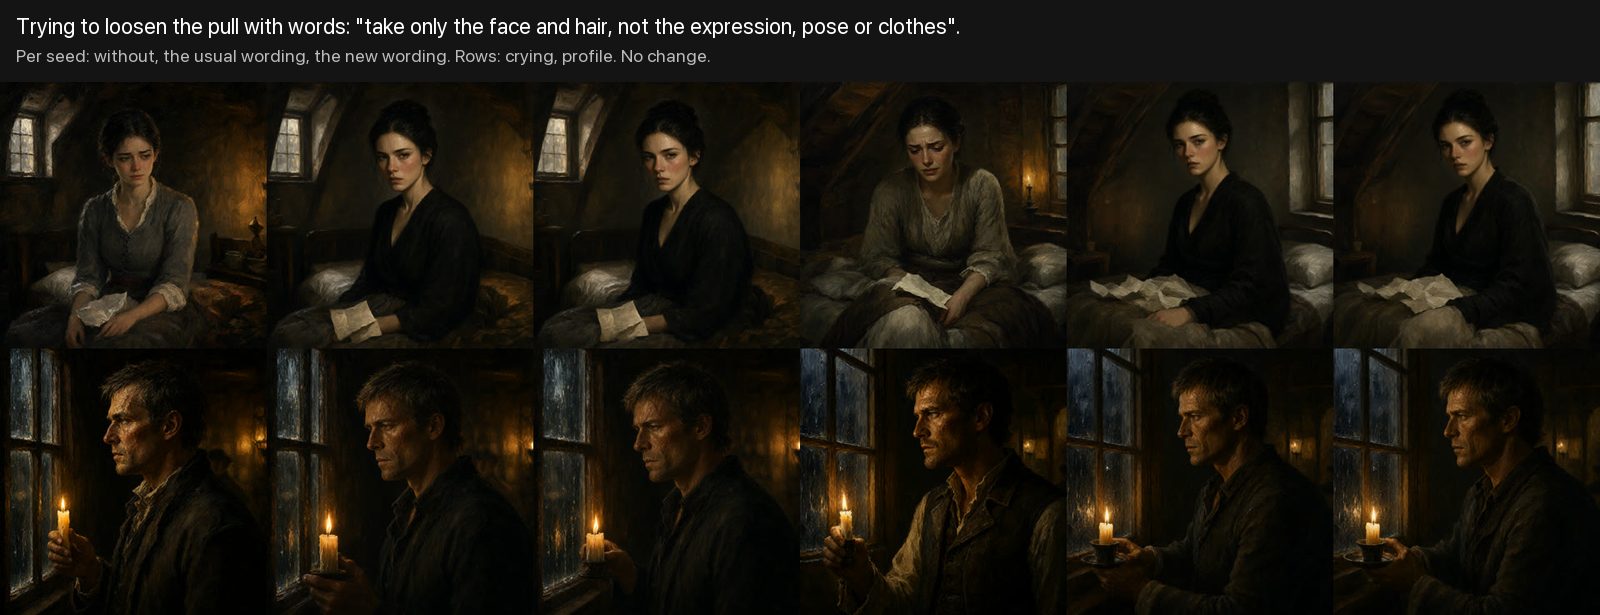 Trying to loosen the pull with words: "take only the face and hair, not the expression, pose or clothes".
Per seed: without, the usual wording, the new wording. Rows: crying, profile. No change.